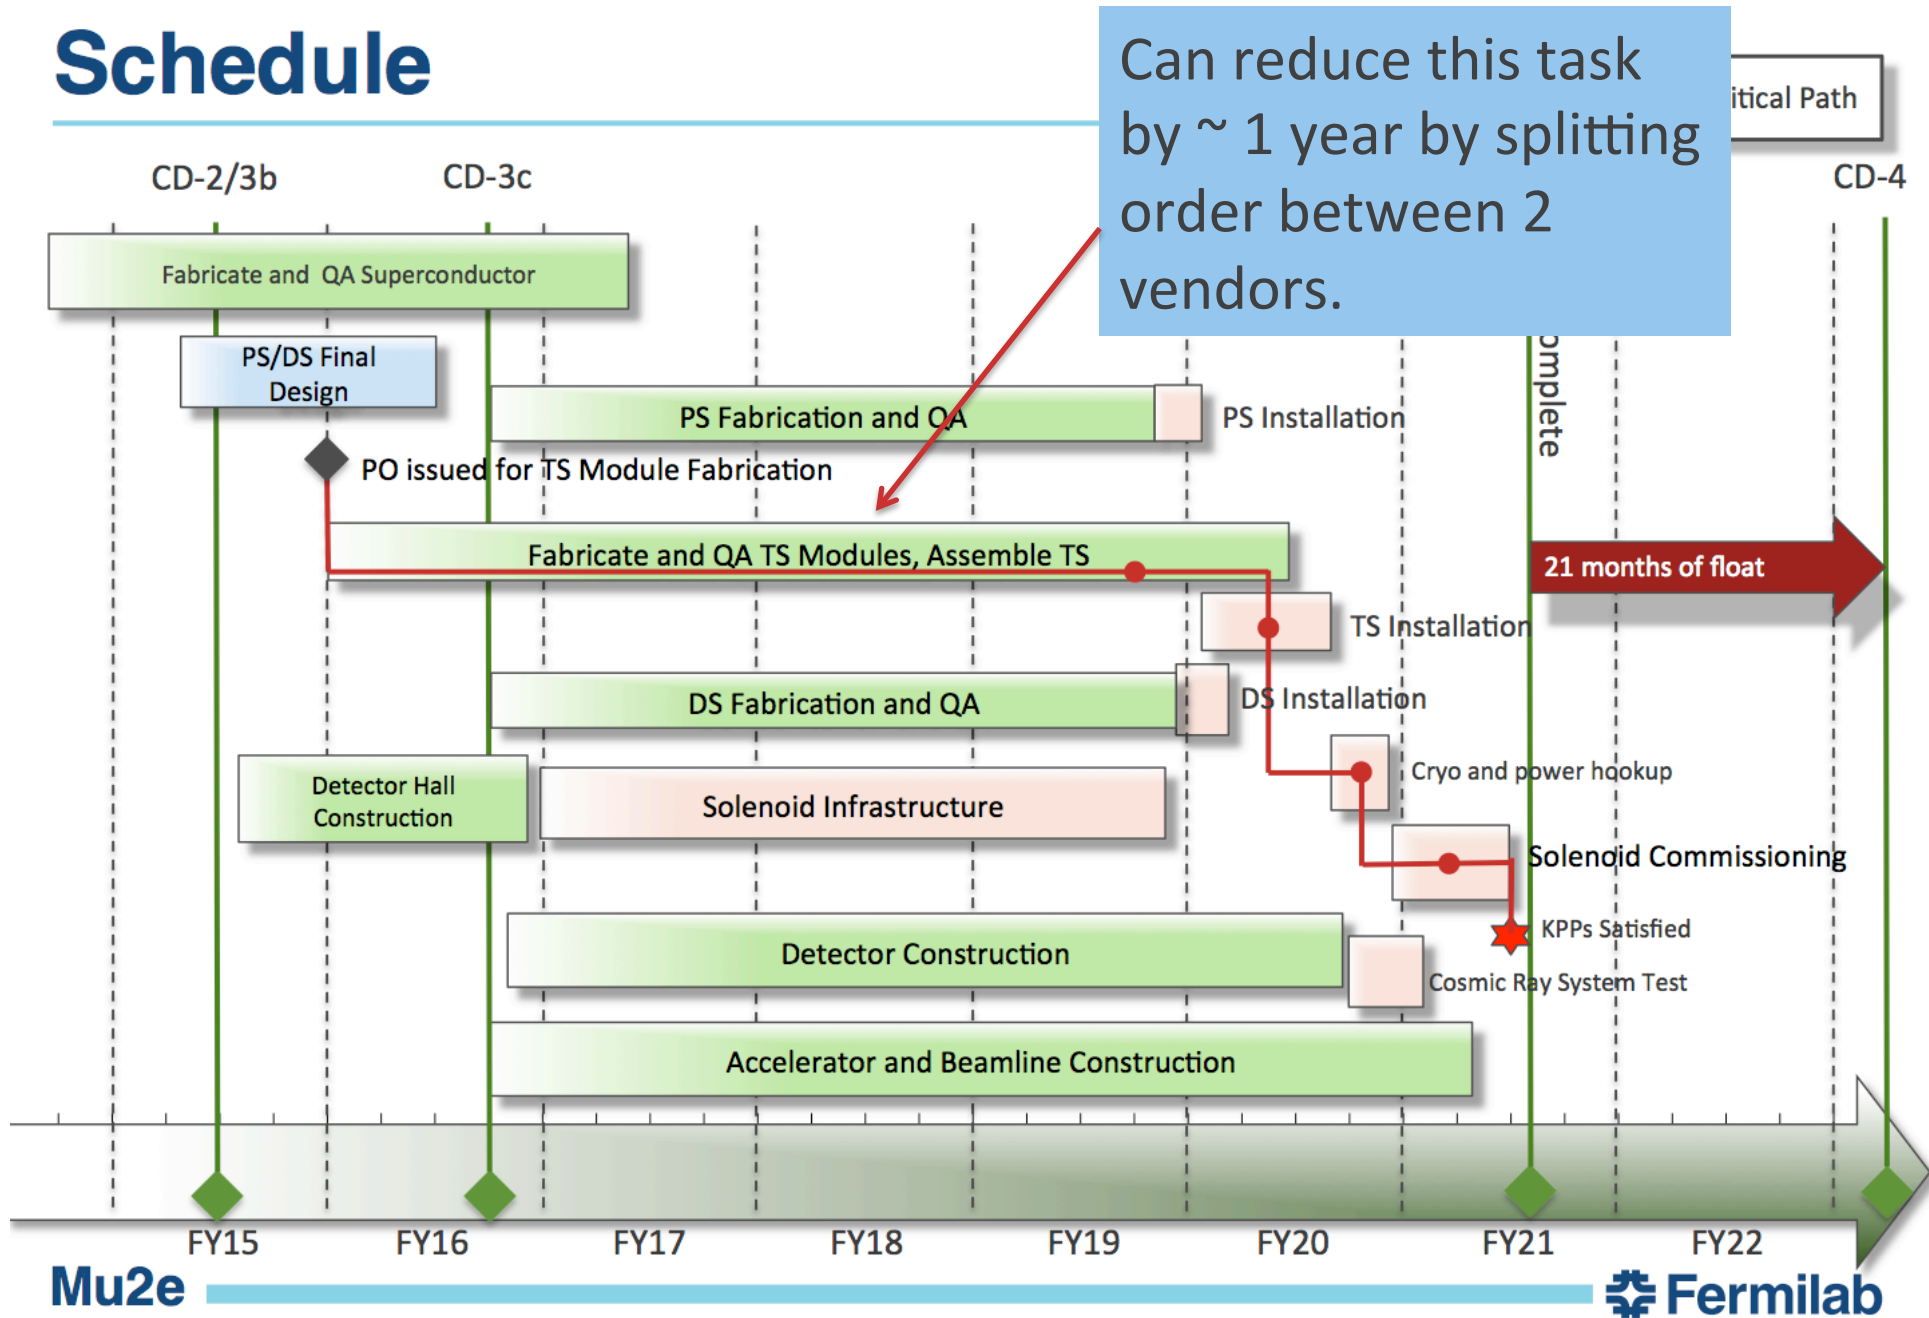 Schedule
Can reduce this task
by ~ 1 year by splitting
order between 2
vendors.
Path
CD-2/3b
CD-3c
CD-4
Fabricate and QA Superconductor
PS/DS Final
Design
PS Fabrication and QA
PS Installation
PO issued for TS Module Fabrication
Fabricate and QA TS Modules, Assemble TS
21 months of float
TS Installation
DS Fabrication and QA
DS Installation
Detector Hall
Construction
Solenoid Infrastructure
Cryo and power hookup
Solenoid Commissioning
KPPs Satisfied
Detector Construction
Cosmic Ray System Test
Accelerator and Beamline Construction
FY15 FY16 FY17 FY18 FY19 FY20 FY21 FY22
Mu2e
Fermilab